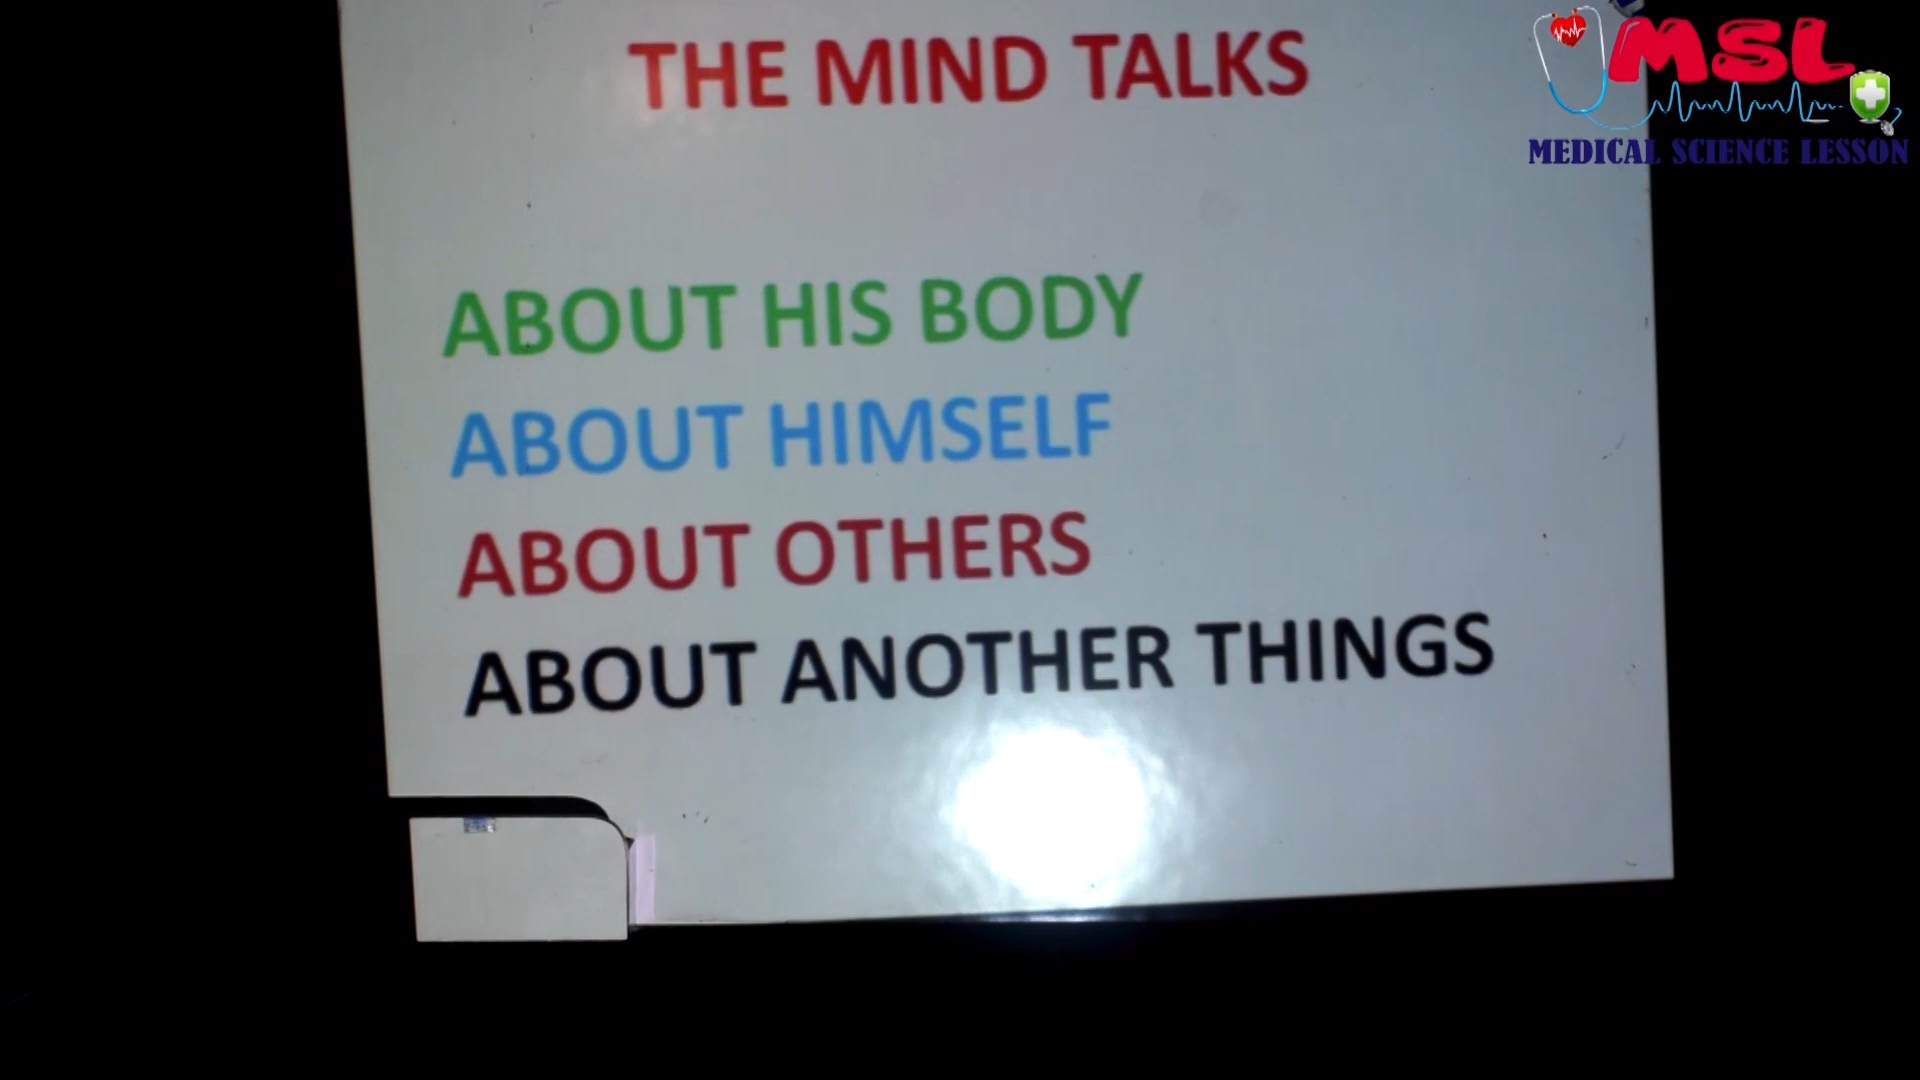 THE MIND TALKS
ABOUT HIS BODY
ABOUT HIMSELF
ABOUT OTHERS
ABOUT ANOTHER THINGS
MSL
MEDICAL SCIENCE LESSON